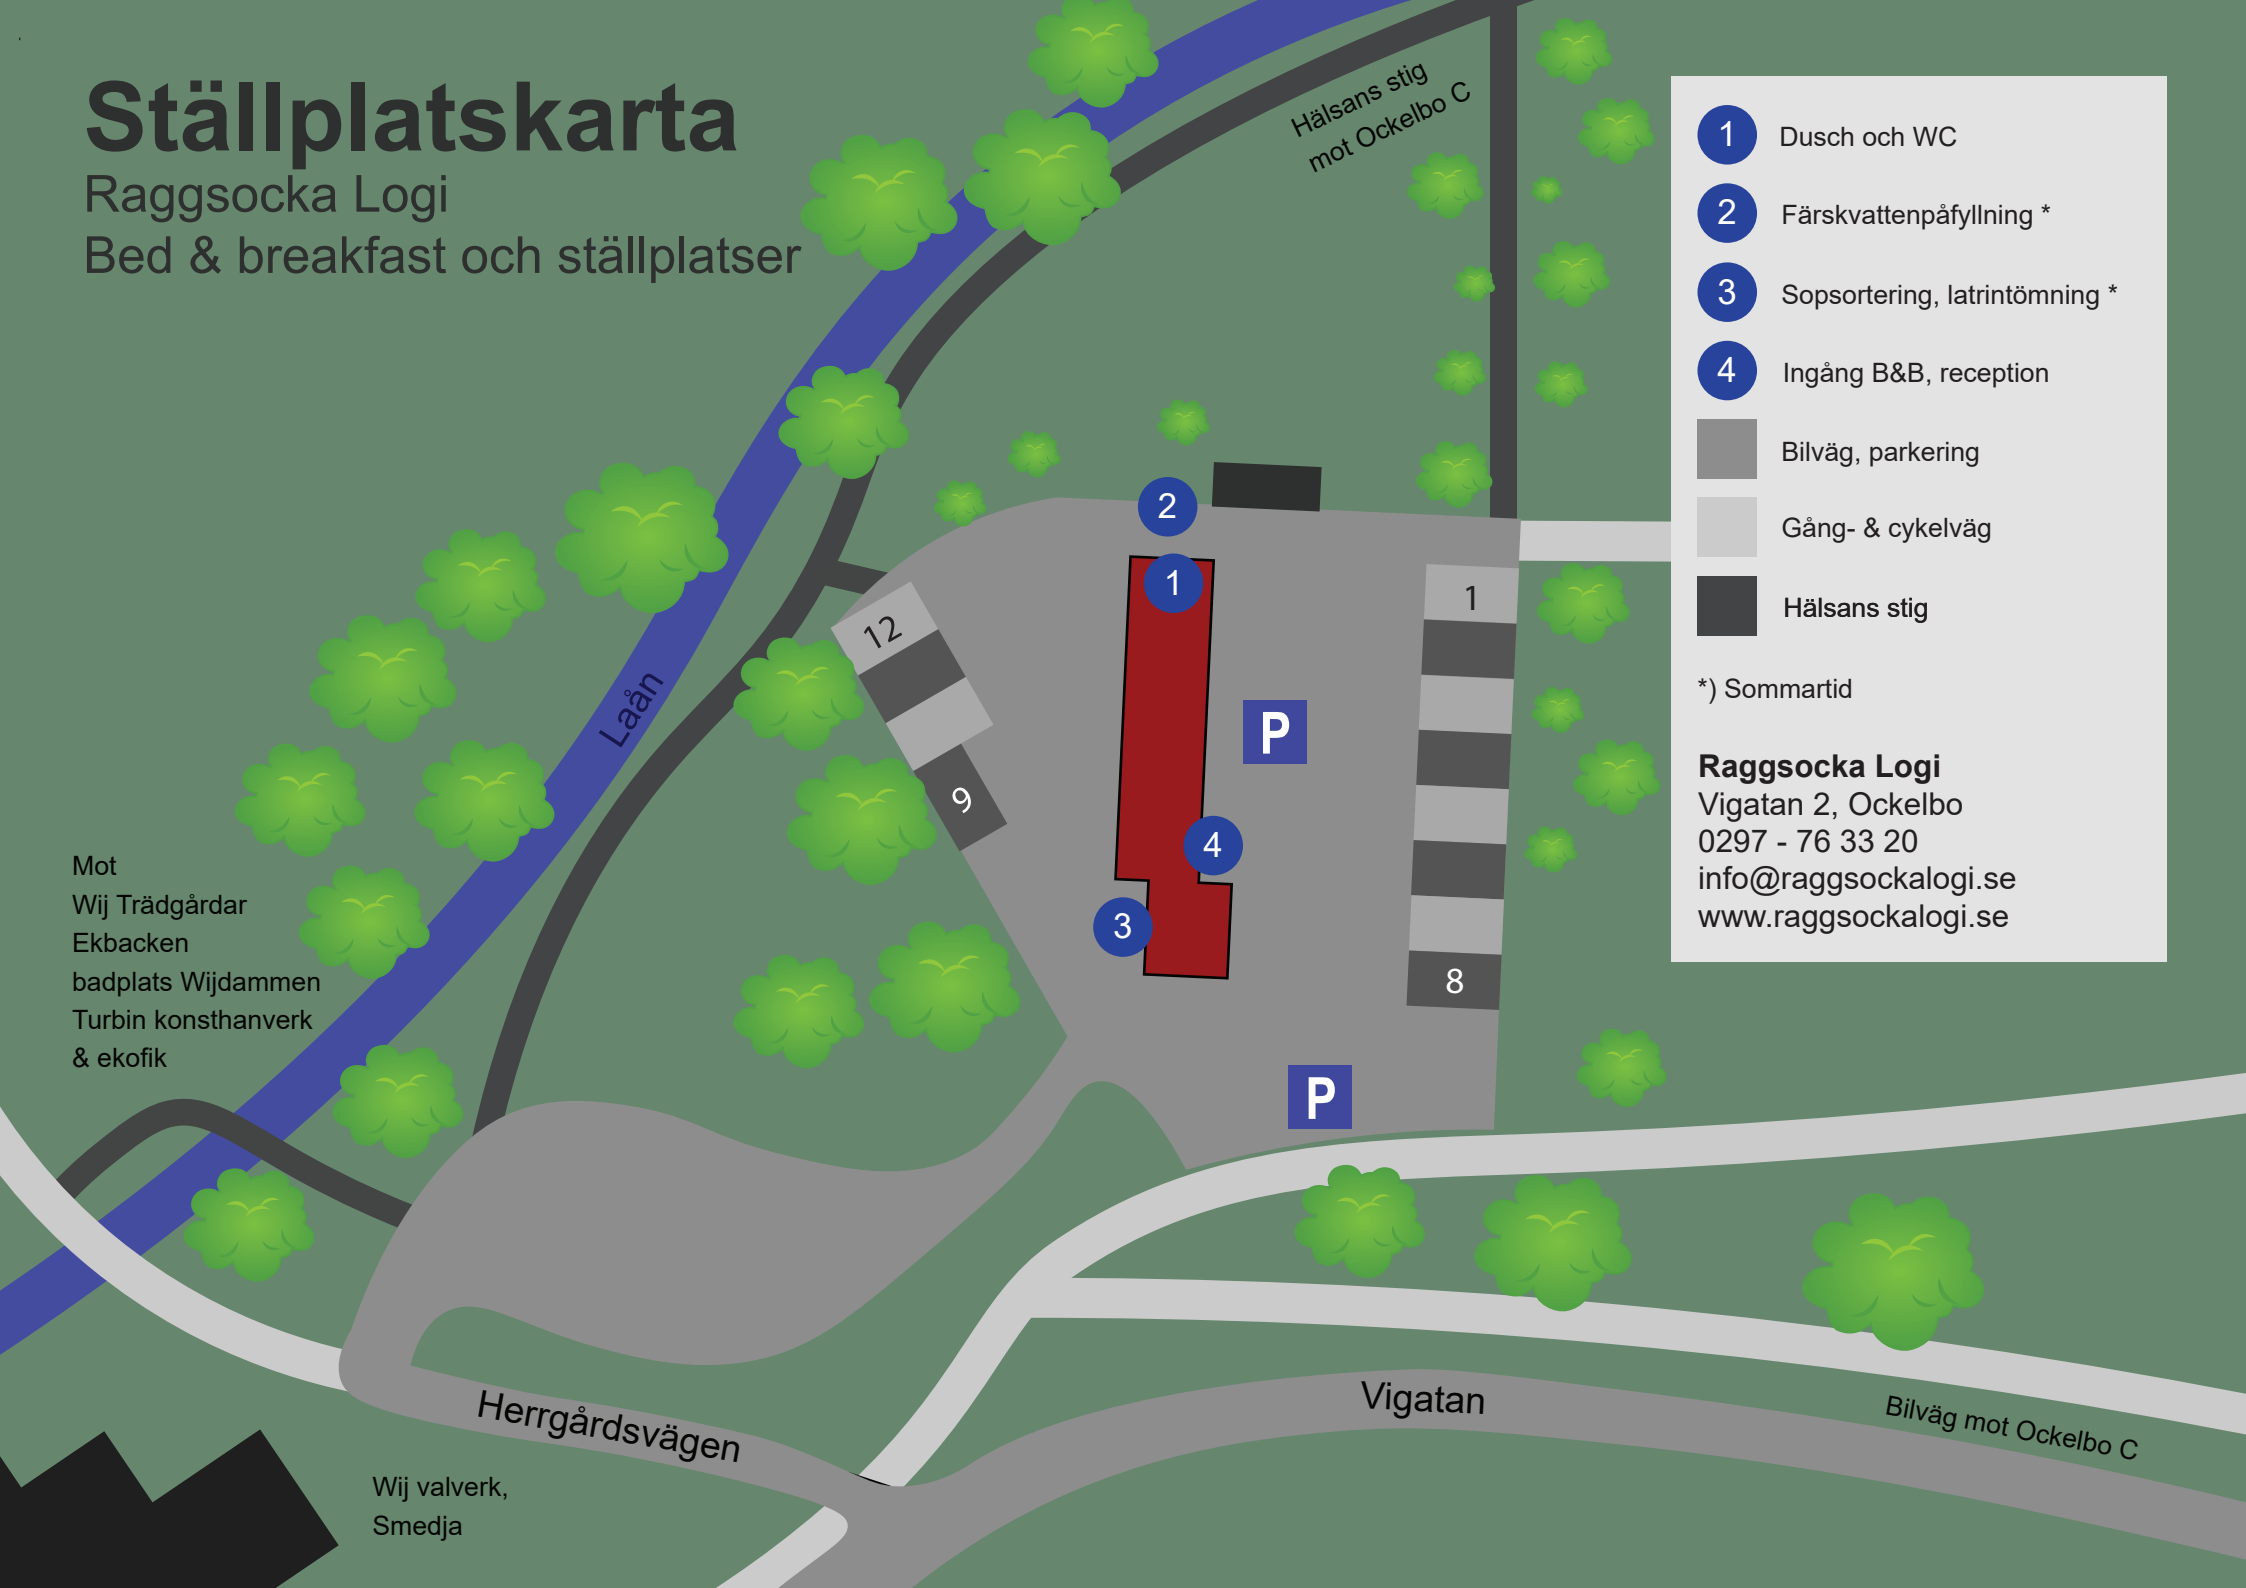 Ställplatskarta
Raggsocka Logi
Bed & breakfast och ställplatser
Hälsans stig
mot Ockelbo C
1 Dusch och WC
2 Färskvattenpåfyllning *
3 Sopsortering, latrintömning *
4 Ingång B&B, reception
Bilväg, parkering
Gång- & cykelväg
Hälsans stig
*) Sommartid
Raggsocka Logi
Vigatan 2, Ockelbo
0297 - 76 33 20
info@raggsockalogi.se
www.raggsockalogi.se
2
1
12
1
Laån
P
9
4
3
8
P
Mot
Wij Trädgårdar
Ekbacken
badplats Wijdammen
Turbin konsthanverk
& ekofik
Herrgårdsvägen
Vigatan
Bilväg mot Ockelbo C
Wij valverk,
Smedja